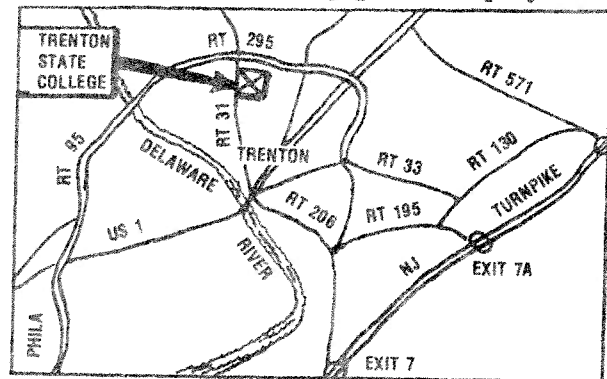 TRENTON
STATE
COLLEGE
RT 295
RT 571
RT 31
RT 95
DELAWARE
TRENTON
RT 33
RT 130
TURNPIKE
RT 206
RT 195
US 1
RIVER
NJ
EXIT 7A
PHILA
EXIT 7